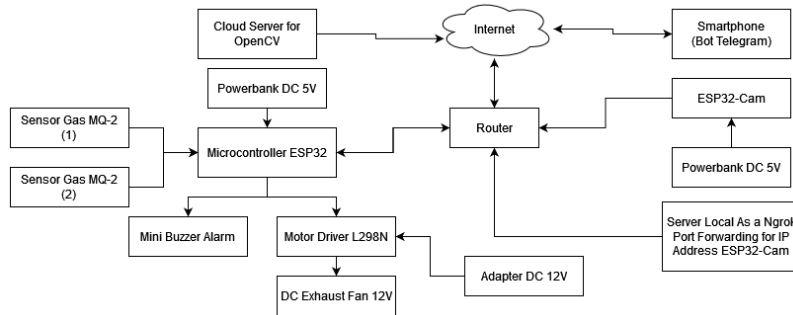 Cloud Server for
OpenCV
Internet
Smartphone
(Bot Telegram)
Powerbank DC 5V
ESP32-Cam
Sensor Gas MQ-2
(1)
Microcontroller ESP32
Router
Sensor Gas MQ-2
(2)
Powerbank DC 5V
Mini Buzzer Alarm
Motor Driver L298N
Server Local As a Ngrok
Port Forwarding for IP
Address ESP32-Cam
Adapter DC 12V
DC Exhaust Fan 12V